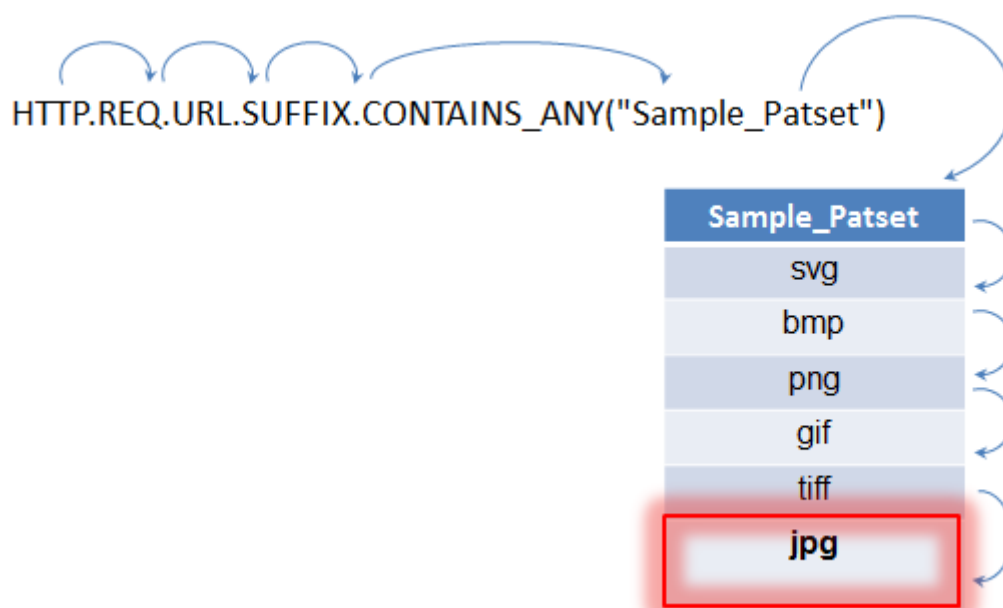 HTTP.REQ.URL.SUFFIX.CONTAINS_ANY("Sample_Patset")
Sample_Patset
svg
bmp
png
gif
tiff
jpg